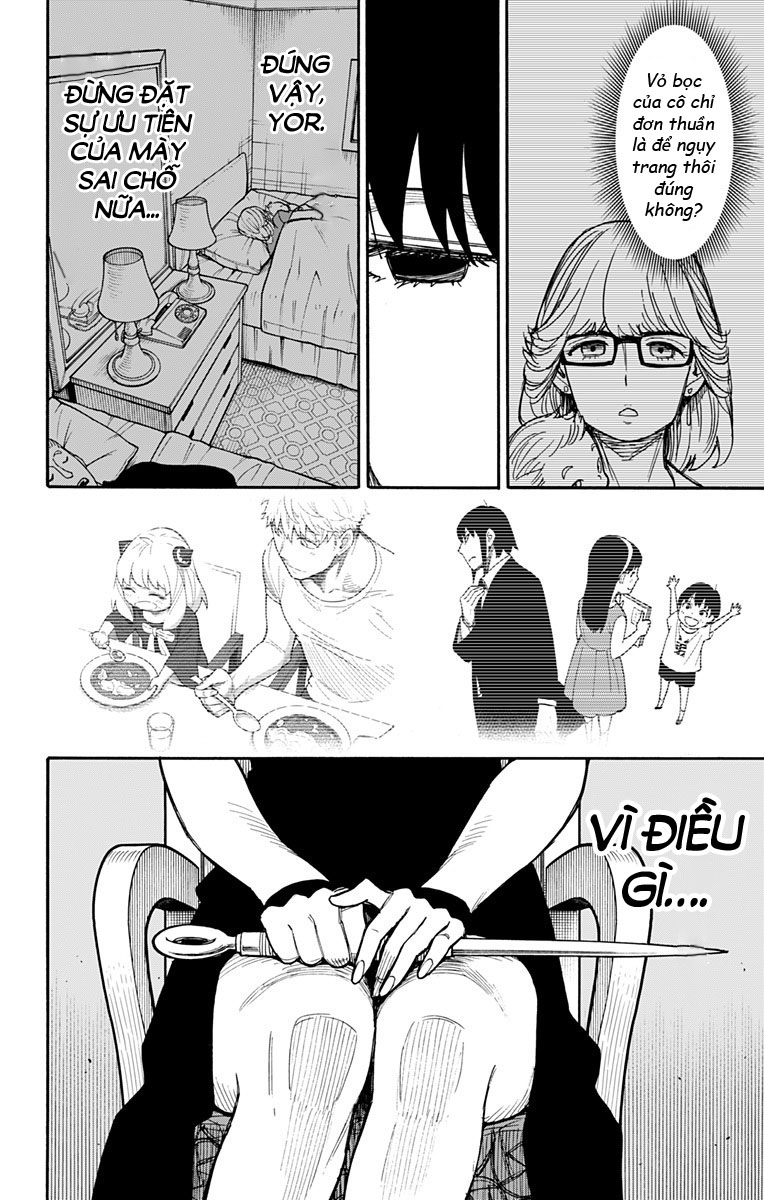 Vỏ bọc
của cô chỉ
đơn thuần
là để ngụy
trang thôi
đúng
không?
ĐÚNG
VẬY,
YOR.
ĐỪNG ĐẶT
SỰ ƯU TIÊN
CỦA MÀY
SAI CHỖ
NỮA...
VÌ ĐIỀU
GÌ....